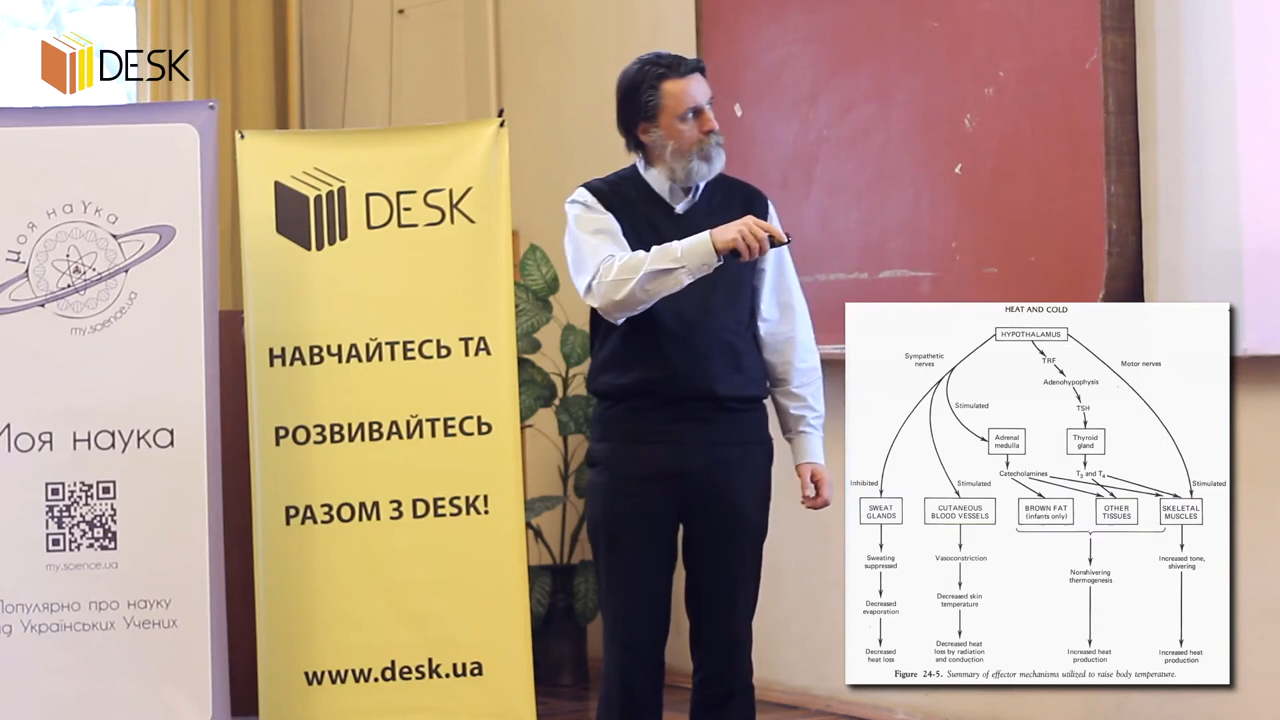 DESK
моя наука
my.science.ua
Моя наука
my.science.ua
Популярно про науку
від Українських Учених
DESK
НАВЧАЙТЕСЬ ТА
РОЗВИВАЙТЕСЬ
РАЗОМ З DESK!
www.desk.ua
HEAT AND COLD
HYPOTHALAMUS
Sympathetic
nerves
TRF
Motor nerves
Adenohypophysis
Stimulated
TSH
Adrenal
medulla
Thyroid
gland
Catecholamines
T3 and T4
Inhibited
Stimulated
Stimulated
SWEAT
GLANDS
CUTANEOUS
BLOOD VESSELS
BROWN FAT
(infants only)
OTHER
TISSUES
SKELETAL
MUSCLES
Sweating
suppressed
Vasoconstriction
Nonshivering
thermogenesis
Increased tone,
shivering
Decreased
evaporation
Decreased skin
temperature
Decreased
heat loss
Decreased heat
loss by radiation
and conduction
Increased heat
production
Increased heat
production
Figure 24-5. Summary of effector mechanisms utilized to raise body temperature.